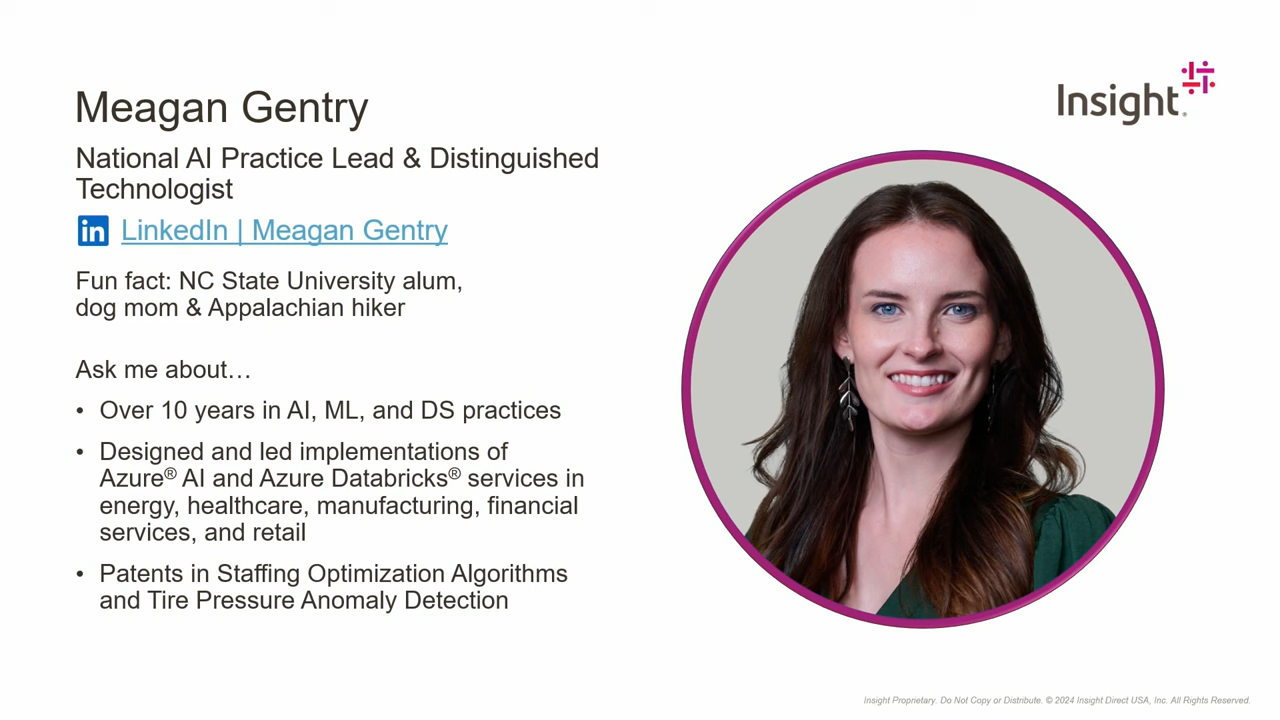 Meagan Gentry
National AI Practice Lead & Distinguished
Technologist
in LinkedIn | Meagan Gentry
Fun fact: NC State University alum,
dog mom & Appalachian hiker
Ask me about…
• Over 10 years in AI, ML, and DS practices
• Designed and led implementations of
Azure® AI and Azure Databricks® services in
energy, healthcare, manufacturing, financial
services, and retail
• Patents in Staffing Optimization Algorithms
and Tire Pressure Anomaly Detection
Insight®
Insight Proprietary. Do Not Copy or Distribute. © 2024 Insight Direct USA, Inc. All Rights Reserved.